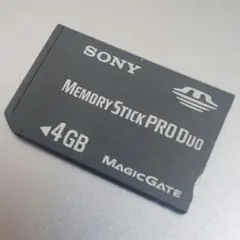 SONY
MEMORY STICK PRO DUO
4GB
MAGICGATE